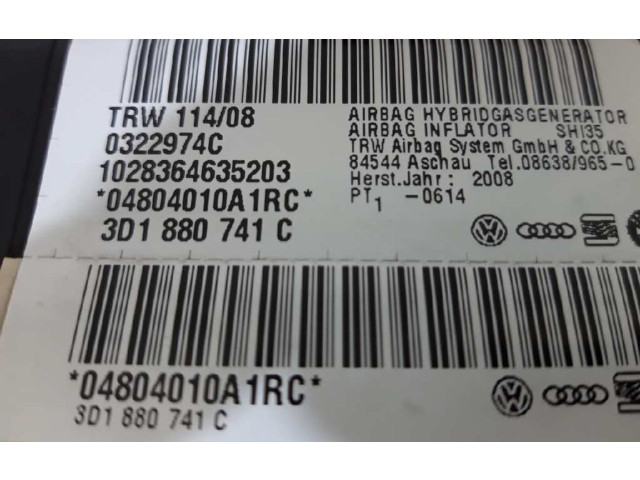 TRW 114/08
0322974C
1028364635203
*04804010A1RC*
3D1 880 741 C
AIRBAG HYBRIDGASGENERATOR
AIRBAG INFLATOR SHI35
TRW Airbag System GmbH & CO.KG
84544 Aschau Tel.08638/965-0
Herst.Jahr: 2008
PT1 -0614
*04804010A1RC*
3D1 880 741 C